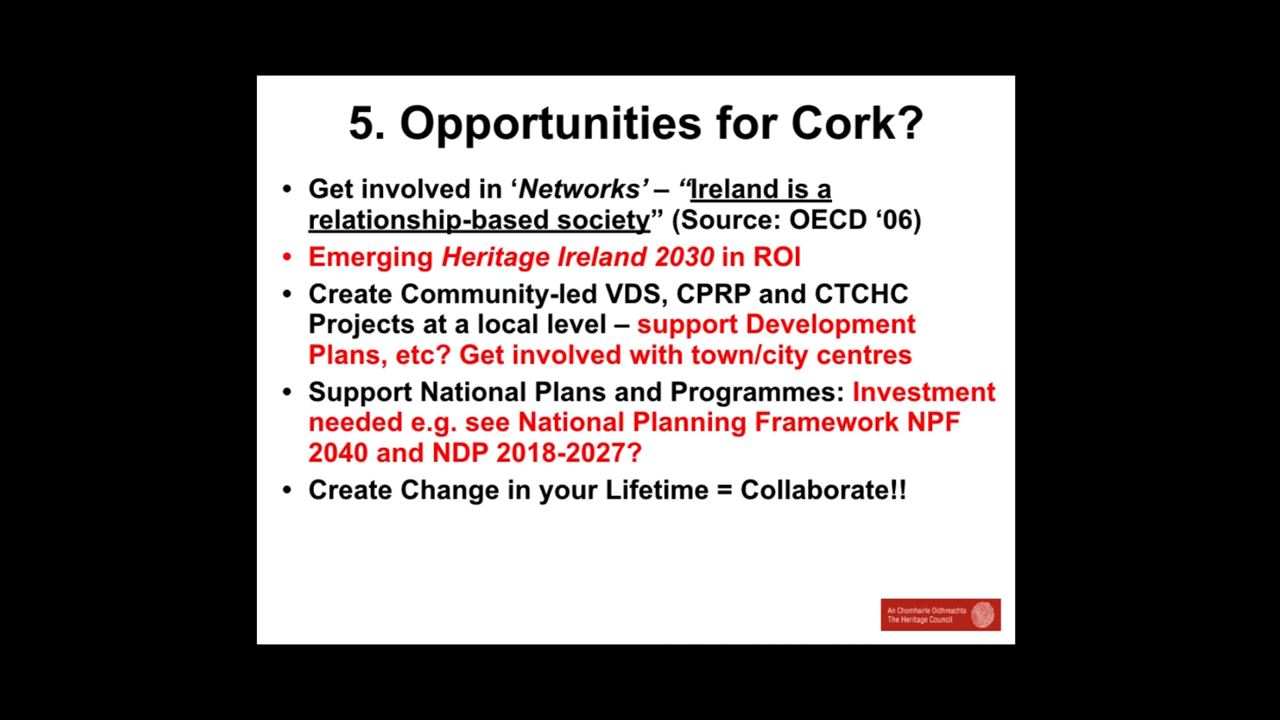 5. Opportunities for Cork?
• Get involved in ‘Networks’ – “Ireland is a
relationship-based society” (Source: OECD ‘06)
• Emerging Heritage Ireland 2030 in ROI
• Create Community-led VDS, CPRP and CTCHC
Projects at a local level – support Development
Plans, etc? Get involved with town/city centres
• Support National Plans and Programmes: Investment
needed e.g. see National Planning Framework NPF
2040 and NDP 2018-2027?
• Create Change in your Lifetime = Collaborate!!
An Chomhairle Oidhreachta
The Heritage Council